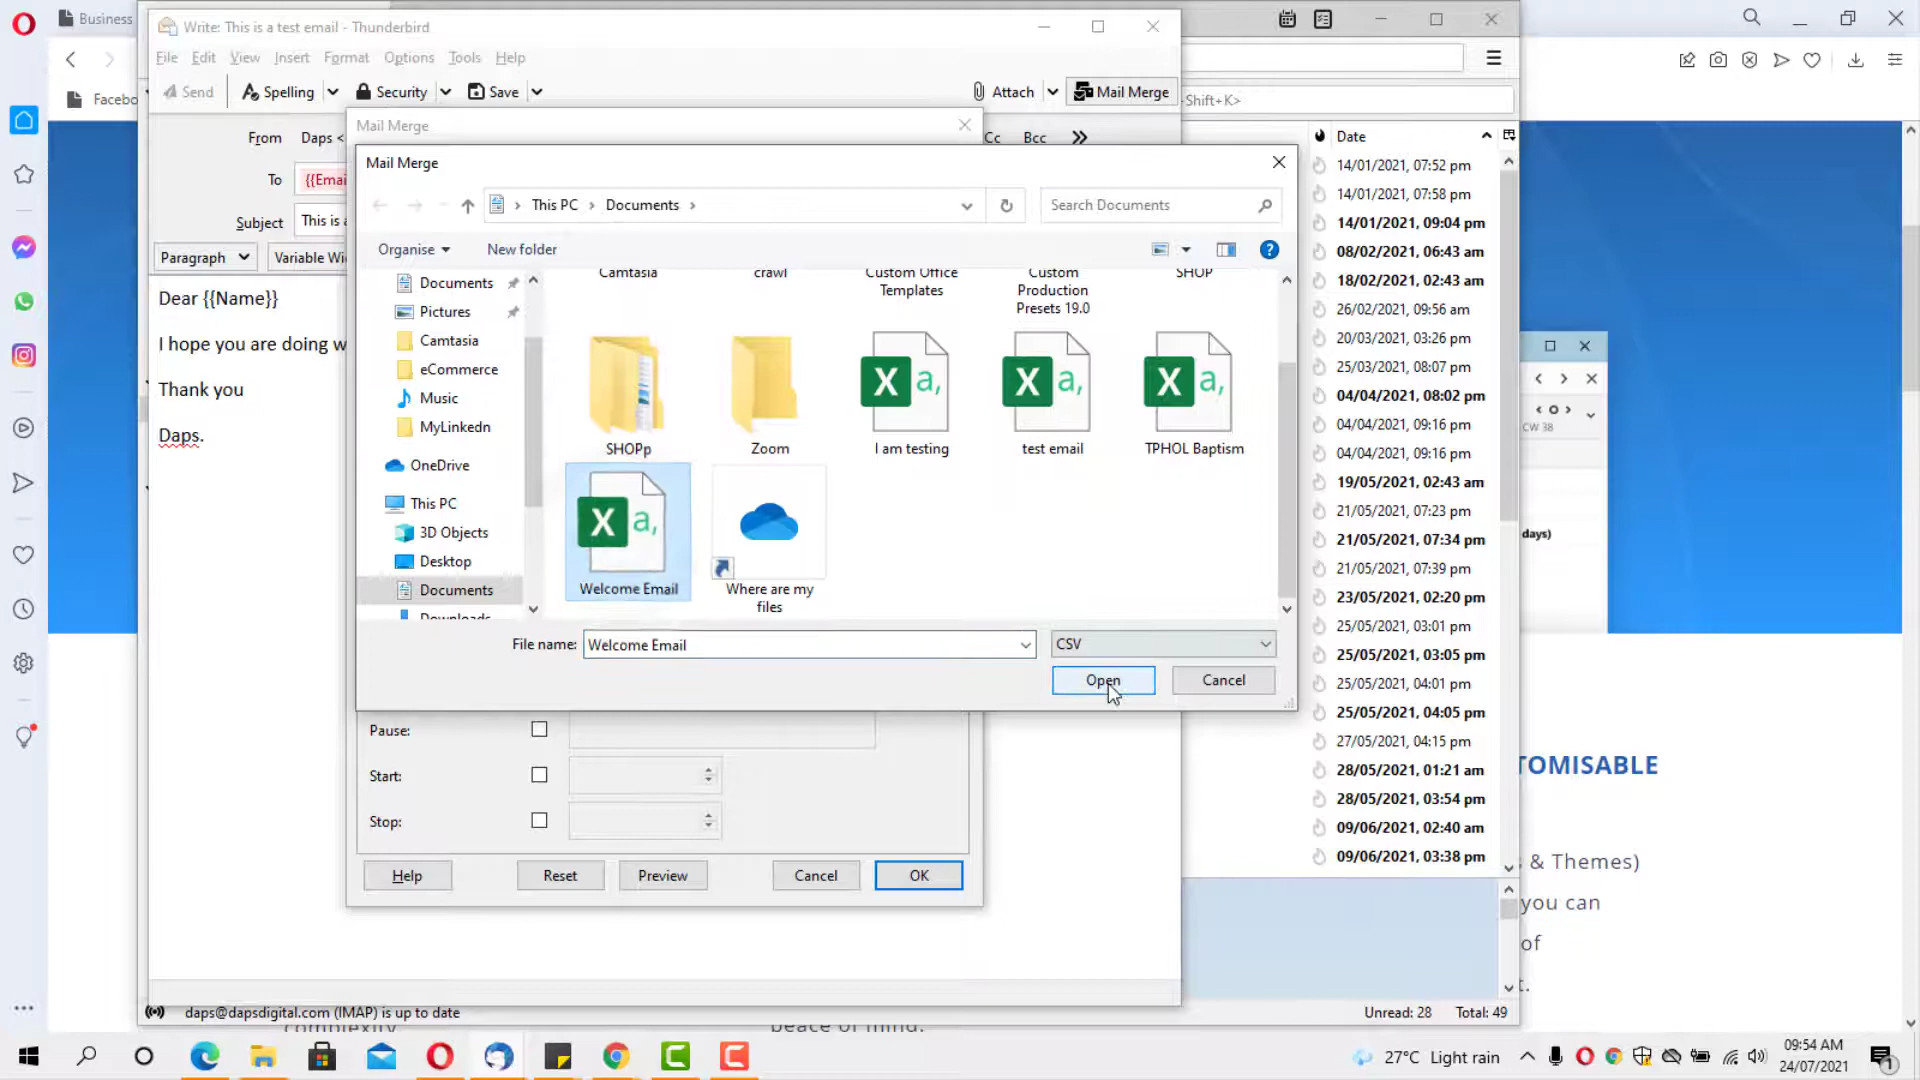 Business
Write: This is a test email - Thunderbird
File Edit View Insert Format Options Tools Help
Send Spelling Security Save Attach Mail Merge
Facebo
-Shift+K>
From Daps <
Mail Merge
Cc Bcc
To {{Emai
Subject This is a
Paragraph Variable Wi
Dear {{Name}}
I hope you are doing w
Thank you
Daps.
Mail Merge
This PC Documents
Search Documents
Organise New folder
Documents
Pictures
Camtasia
eCommerce
Music
MyLinkedn
OneDrive
This PC
3D Objects
Desktop
Documents
Downloads
Camtasia
crawl
Custom Office
Templates
Custom
Production
Presets 19.0
SHOP
SHOPp
Zoom
I am testing
test email
TPHOL Baptism
Welcome Email
Where are my
files
File name: Welcome Email
CSV
Open Cancel
Pause:
Start:
Stop:
Help Reset Preview Cancel OK
Date
14/01/2021, 07:52 pm
14/01/2021, 07:58 pm
14/01/2021, 09:04 pm
08/02/2021, 06:43 am
18/02/2021, 02:43 am
26/02/2021, 09:56 am
20/03/2021, 03:26 pm
25/03/2021, 08:07 pm
04/04/2021, 08:02 pm
04/04/2021, 09:16 pm
04/04/2021, 09:16 pm
19/05/2021, 02:43 am
21/05/2021, 07:23 pm
21/05/2021, 07:34 pm
21/05/2021, 07:39 pm
23/05/2021, 02:20 pm
25/05/2021, 03:01 pm
25/05/2021, 03:05 pm
25/05/2021, 04:01 pm
25/05/2021, 04:05 pm
27/05/2021, 04:15 pm
28/05/2021, 01:21 am
28/05/2021, 03:54 pm
09/06/2021, 02:40 am
09/06/2021, 03:38 pm
CW 38
days)
TOMISABLE
s & Themes)
you can
of
t.
daps@dapsdigital.com (IMAP) is up to date
Unread: 28 Total: 49
complexity
peace of mind.
27°C Light rain
09:54 AM
24/07/2021
1